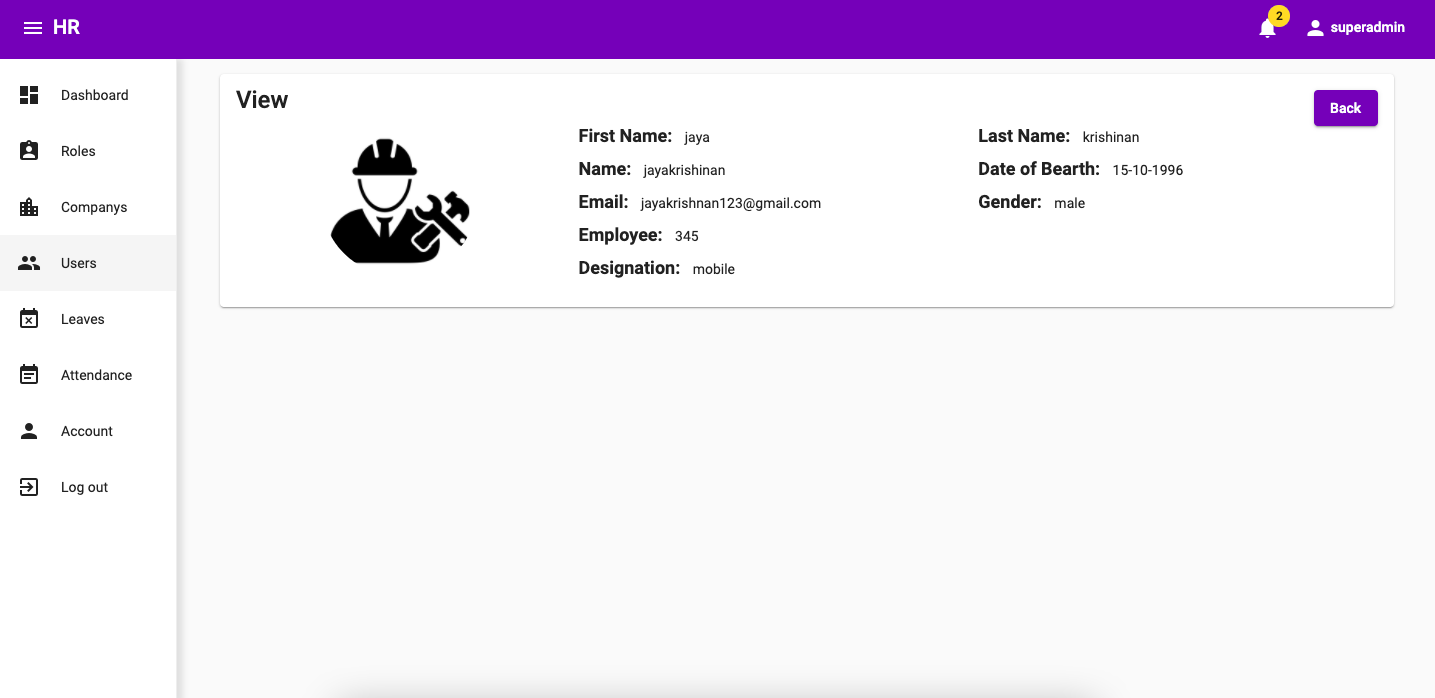 HR
2
superadmin
Dashboard
Roles
Companys
Users
Leaves
Attendance
Account
Log out
View
Back
First Name: jaya
Last Name: krishinan
Name: jayakrishinan
Date of Bearth: 15-10-1996
Email: jayakrishnan123@gmail.com
Gender: male
Employee: 345
Designation: mobile